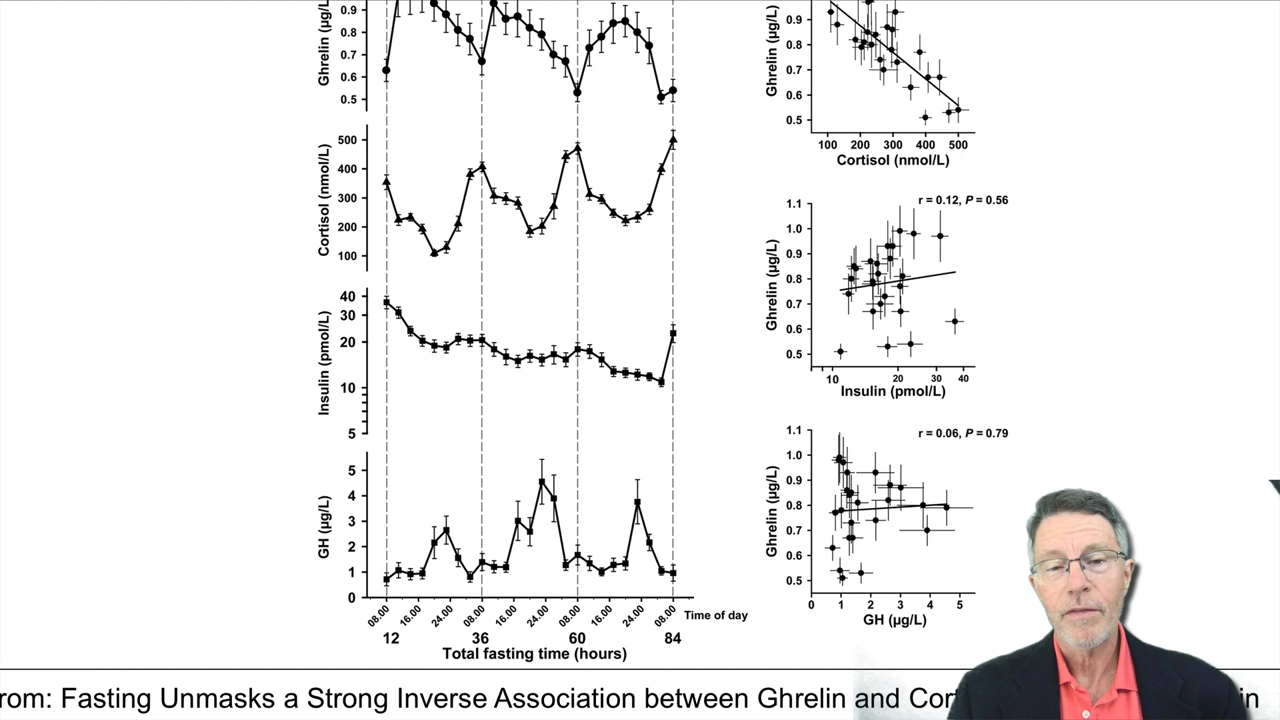 Ghrelin (µg/L)
0.9
0.8
0.7
0.6
0.5
Cortisol (nmol/L)
500
400
300
200
100
Insulin (pmol/L)
40
30
20
10
5
GH (µg/L)
5
4
3
2
1
0
08.00 16.00 24.00 08.00 16.00 24.00 08.00 16.00 24.00 08.00 Time of day
12 36 60 84
Total fasting time (hours)
Ghrelin (µg/L)
0.9
0.8
0.7
0.6
0.5
100 200 300 400 500
Cortisol (nmol/L)
r = 0.12, P = 0.56
Ghrelin (µg/L)
1.1
1.0
0.9
0.8
0.7
0.6
0.5
10 20 30 40
Insulin (pmol/L)
r = 0.06, P = 0.79
Ghrelin (µg/L)
1.1
1.0
0.9
0.8
0.7
0.6
0.5
0 1 2 3 4 5
GH (µg/L)
rom: Fasting Unmasks a Strong Inverse Association between Ghrelin and Cor in